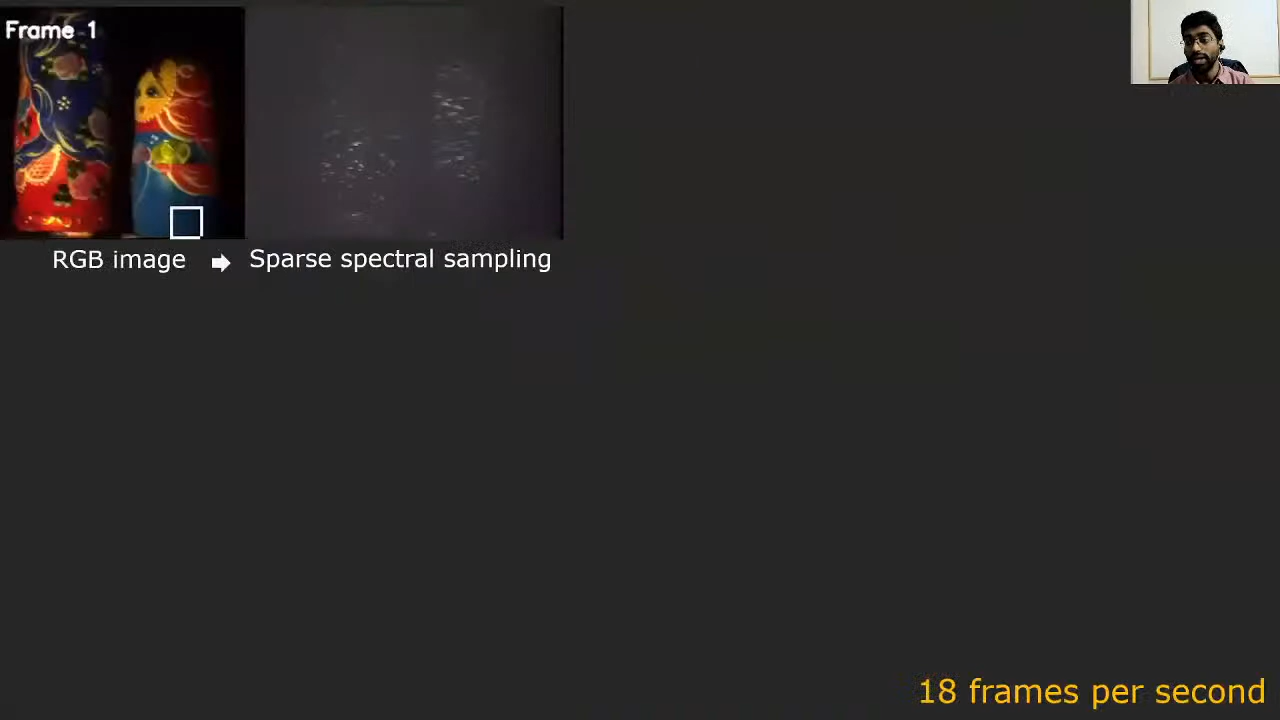 Frame 1
RGB image ➡ Sparse spectral sampling
18 frames per second